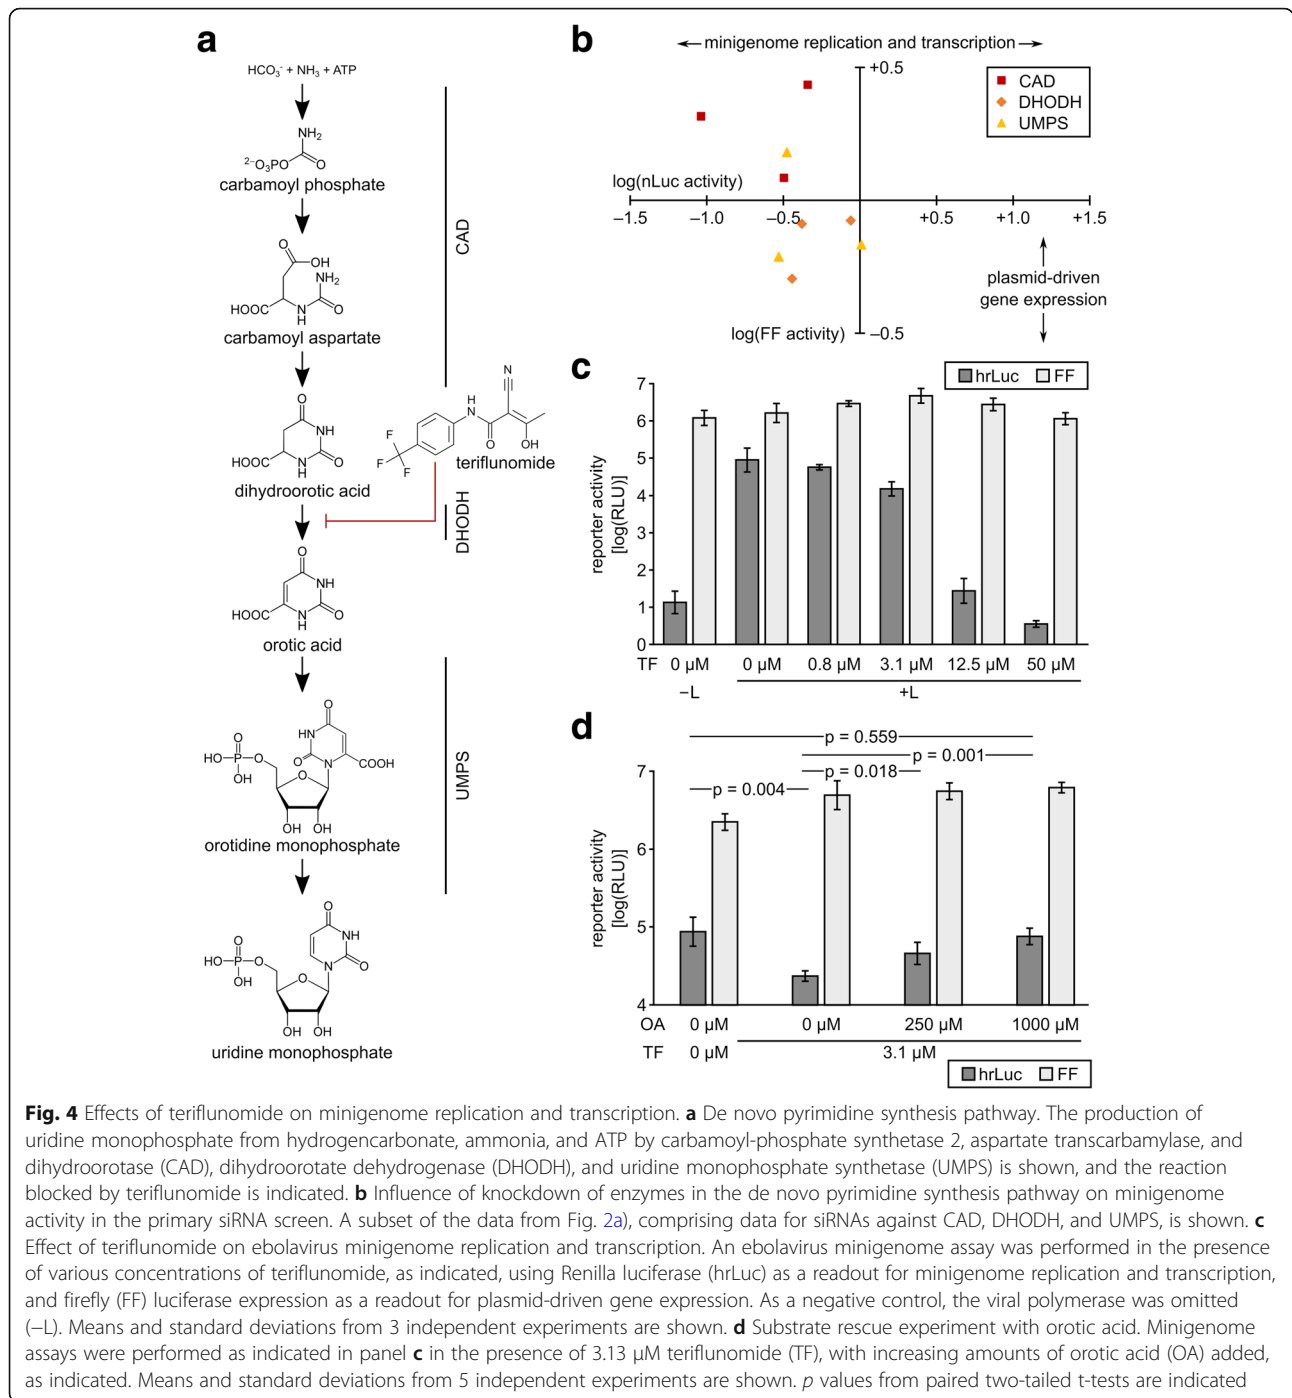 a
HCO₃⁻ + NH₃ + ATP
NH₂
²⁻O₃PO
O
carbamoyl phosphate
O
OH
NH₂
HOOC
N
H
O
carbamoyl aspartate
CAD
O
NH
HOOC
N
H
O
dihydroorotic acid
N
H
N
O
OH
F
F
F
teriflunomide
DHODH
O
NH
HOOC
N
H
O
orotic acid
O
HN
O
N
COOH
O
HO
P
O
OH
O
OH
OH
orotidine monophosphate
UMPS
O
NH
N
O
O
HO
P
O
OH
O
OH
OH
uridine monophosphate
b
minigenome replication and transcription
+0.5
CAD
DHODH
UMPS
log(nLuc activity)
−1.5
−1.0
−0.5
+0.5
+1.0
+1.5
plasmid-driven
gene expression
log(FF activity)
−0.5
c
hrLuc
FF
reporter activity
[log(RLU)]
7
6
5
4
3
2
1
0
TF 0 µM 0 µM 0.8 µM 3.1 µM 12.5 µM 50 µM
−L +L
d
p = 0.559
p = 0.001
p = 0.018
p = 0.004
reporter activity
[log(RLU)]
7
6
5
4
OA 0 µM 0 µM 250 µM 1000 µM
TF 0 µM 3.1 µM
hrLuc
FF
Fig. 4 Effects of teriflunomide on minigenome replication and transcription. a De novo pyrimidine synthesis pathway. The production of
uridine monophosphate from hydrogencarbonate, ammonia, and ATP by carbamoyl-phosphate synthetase 2, aspartate transcarbamylase, and
dihydroorotase (CAD), dihydroorotate dehydrogenase (DHODH), and uridine monophosphate synthetase (UMPS) is shown, and the reaction
blocked by teriflunomide is indicated. b Influence of knockdown of enzymes in the de novo pyrimidine synthesis pathway on minigenome
activity in the primary siRNA screen. A subset of the data from Fig. 2a), comprising data for siRNAs against CAD, DHODH, and UMPS, is shown. c
Effect of teriflunomide on ebolavirus minigenome replication and transcription. An ebolavirus minigenome assay was performed in the presence
of various concentrations of teriflunomide, as indicated, using Renilla luciferase (hrLuc) as a readout for minigenome replication and transcription,
and firefly (FF) luciferase expression as a readout for plasmid-driven gene expression. As a negative control, the viral polymerase was omitted
(−L). Means and standard deviations from 3 independent experiments are shown. d Substrate rescue experiment with orotic acid. Minigenome
assays were performed as indicated in panel c in the presence of 3.13 µM teriflunomide (TF), with increasing amounts of orotic acid (OA) added,
as indicated. Means and standard deviations from 5 independent experiments are shown. p values from paired two-tailed t-tests are indicated